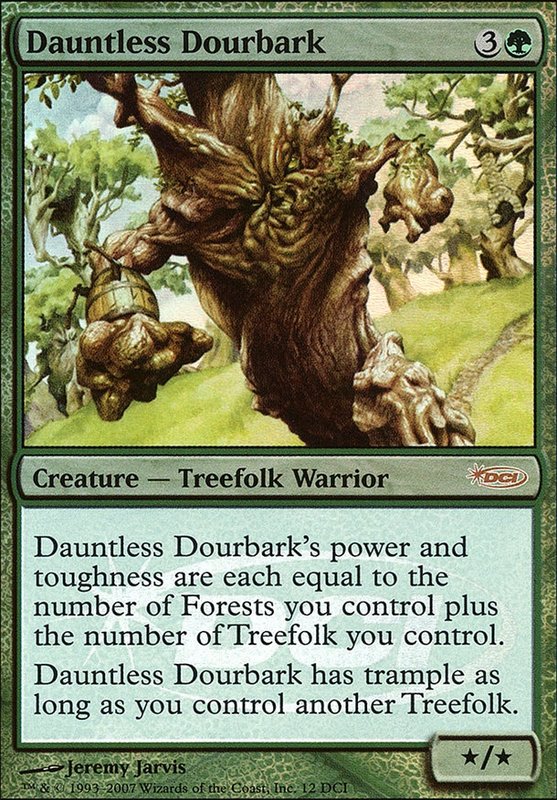 Dauntless Dourbark 3
Creature — Treefolk Warrior DCI
Dauntless Dourbark's power and
toughness are each equal to the
number of Forests you control plus
the number of Treefolk you control.
Dauntless Dourbark has trample as
long as you control another Treefolk.
DCI
★/★
Jeremy Jarvis
™ & © 1993–2007 Wizards of the Coast, Inc. 12 DCI